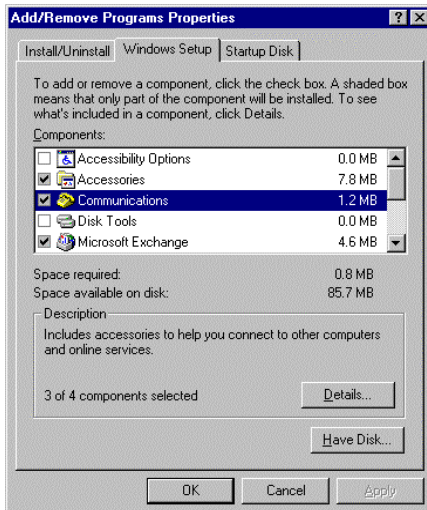 Add/Remove Programs Properties
Install/Uninstall Windows Setup Startup Disk
To add or remove a component, click the check box. A shaded box
means that only part of the component will be installed. To see
what's included in a component, click Details.
Components:
Accessibility Options 0.0 MB
Accessories 7.8 MB
Communications 1.2 MB
Disk Tools 0.0 MB
Microsoft Exchange 4.6 MB
Space required: 0.8 MB
Space available on disk: 85.7 MB
Description
Includes accessories to help you connect to other computers
and online services.
3 of 4 components selected Details...
Have Disk...
OK Cancel Apply